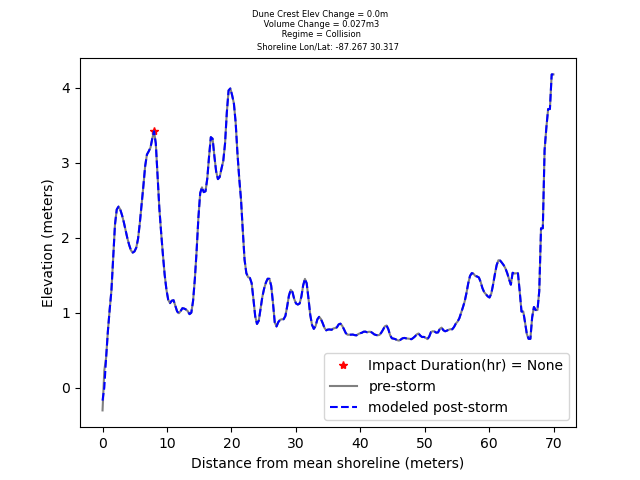 Dune Crest Elev Change = 0.0m
Volume Change = 0.027m3
Regime = Collision
Shoreline Lon/Lat: -87.267 30.317
4
3
2
1
0
Elevation (meters)
Impact Duration(hr) = None
pre-storm
modeled post-storm
0 10 20 30 40 50 60 70
Distance from mean shoreline (meters)